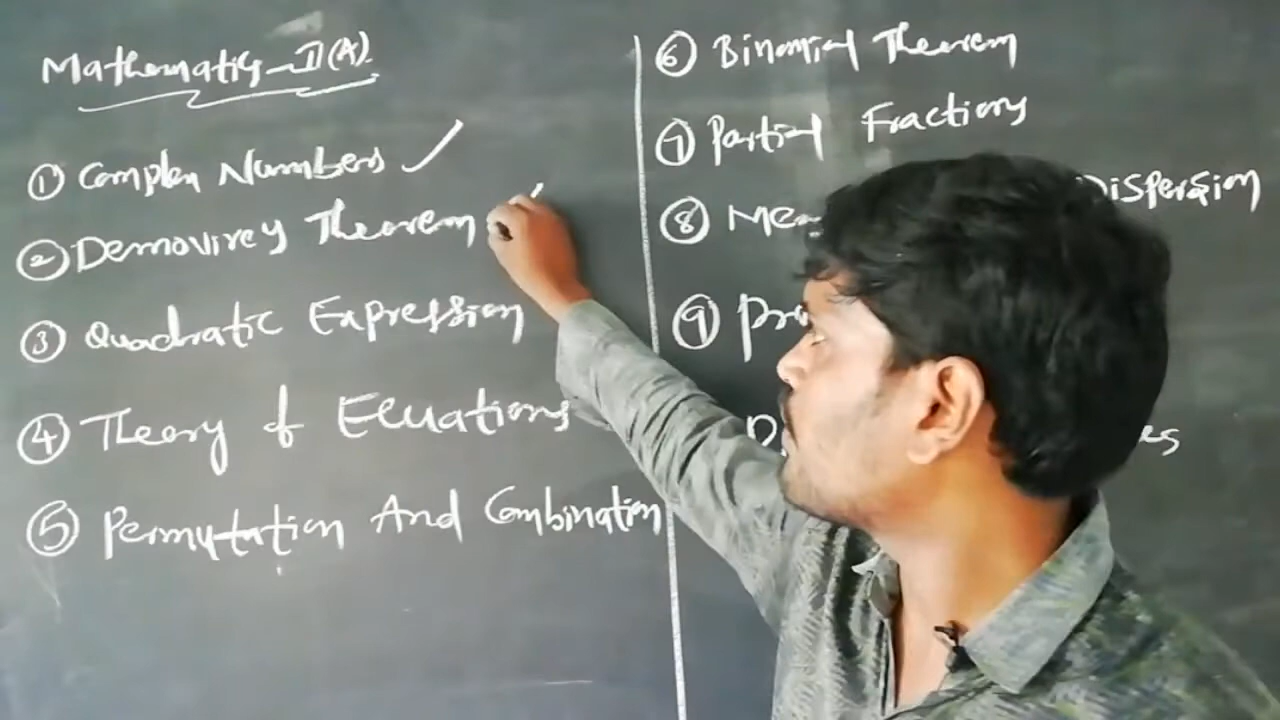 Mathematics-II(A).
① Complex Numbers ✓
② Demovirey Theorem
③ Quadratic Expression
④ Theory of Equations
⑤ Permutation And Combination
⑥ Binomial Theorem
⑦ Partial Fractions
⑧ Dispersion
⑨